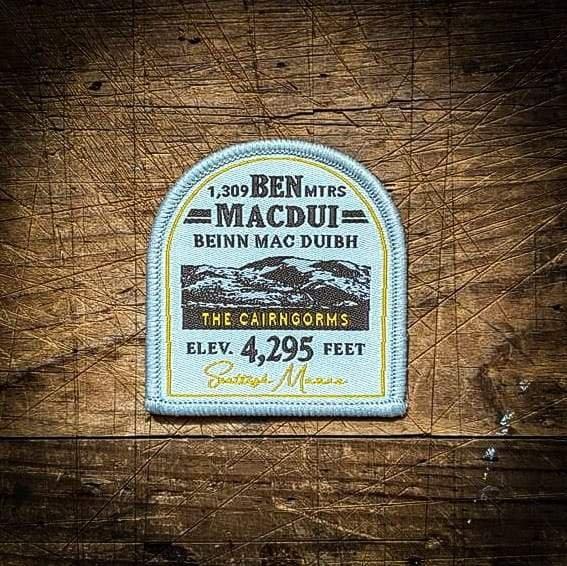 1,309 BEN MTRS
MACDUI
BEINN MAC DUIBH
THE CAIRNGORMS
ELEV. 4,295 FEET